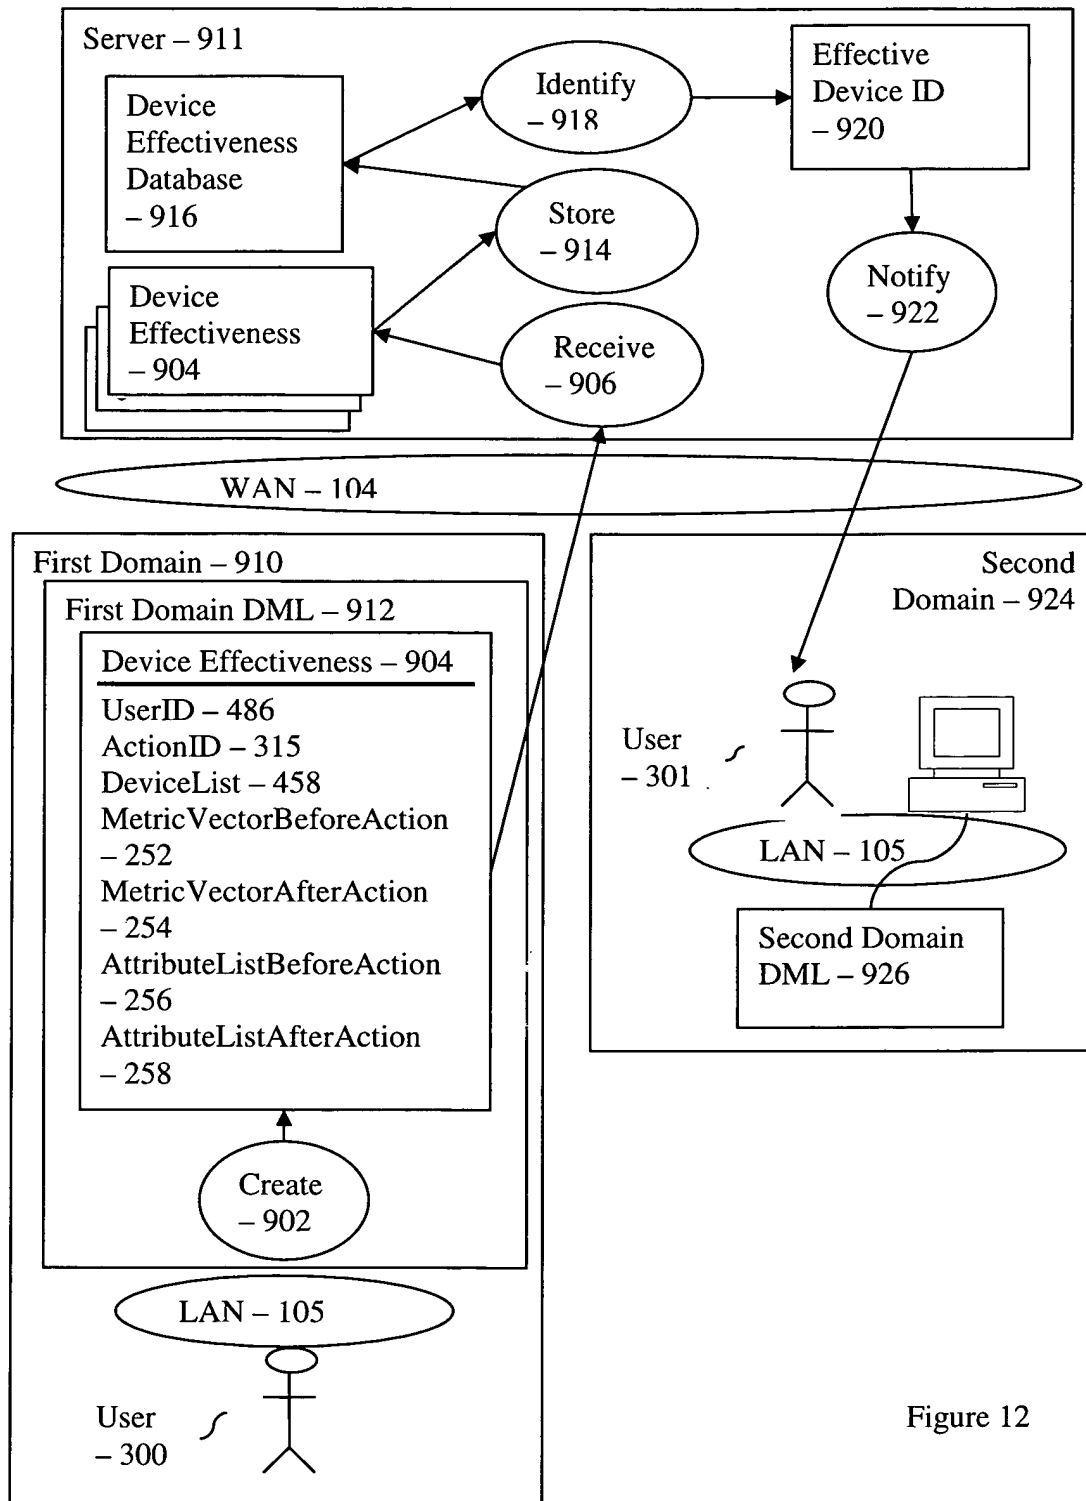 Server – 911
Device
Effectiveness
Database
– 916
Identify
– 918
Effective
Device ID
– 920
Store
– 914
Device
Effectiveness
– 904
Receive
– 906
Notify
– 922
WAN – 104
First Domain – 910
First Domain DML – 912
Device Effectiveness – 904
UserID – 486
ActionID – 315
DeviceList – 458
MetricVectorBeforeAction
– 252
MetricVectorAfterAction
– 254
AttributeListBeforeAction
– 256
AttributeListAfterAction
– 258
Create
– 902
LAN – 105
User
– 300
Second
Domain – 924
User
– 301
LAN – 105
Second Domain
DML – 926
Figure 12